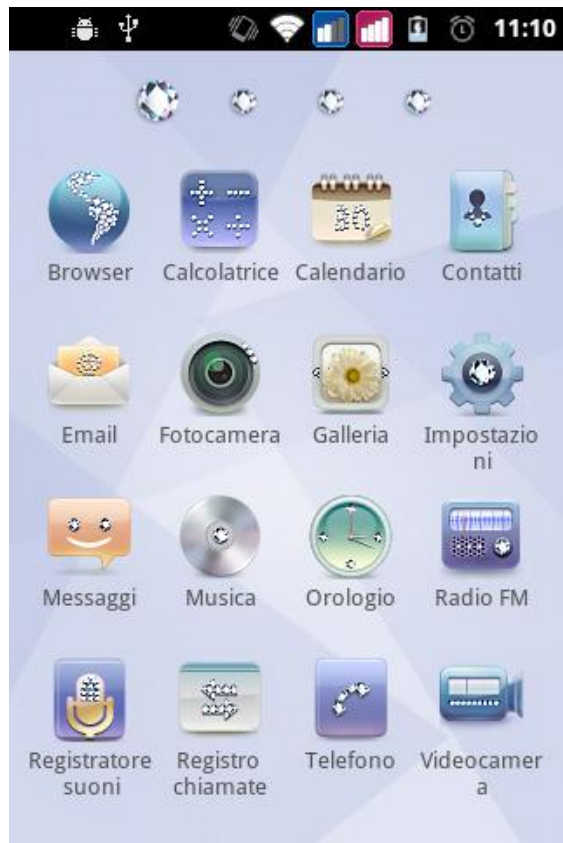 11:10
Browser Calcolatrice Calendario Contatti
Email Fotocamera Galleria Impostazio
ni
Messaggi Musica Orologio Radio FM
Registratore Registro Telefono Videocamer
suoni chiamate a